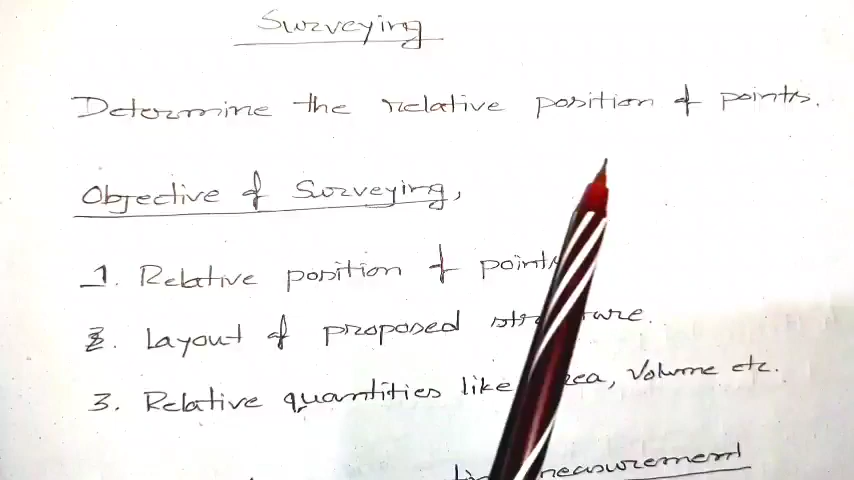 Surveying
Determine the relative position of points.
Objective of Surveying,
1. Relative position of points
2. Layout of proposed
3. Relative quantities like Area, Volume etc.
measurement